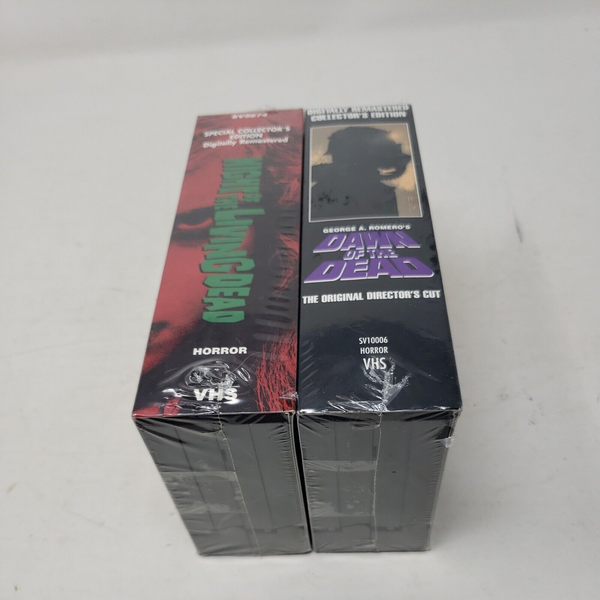 SPECIAL COLLECTOR'S
EDITION
Digitally Remastered
NIGHT OF THE LIVING DEAD
HORROR
VHS
DIGITALLY REMASTERED
COLLECTOR'S EDITION
GEORGE A. ROMERO'S
DAWN
OF THE
DEAD
THE ORIGINAL DIRECTOR'S CUT
SV10006
HORROR
VHS